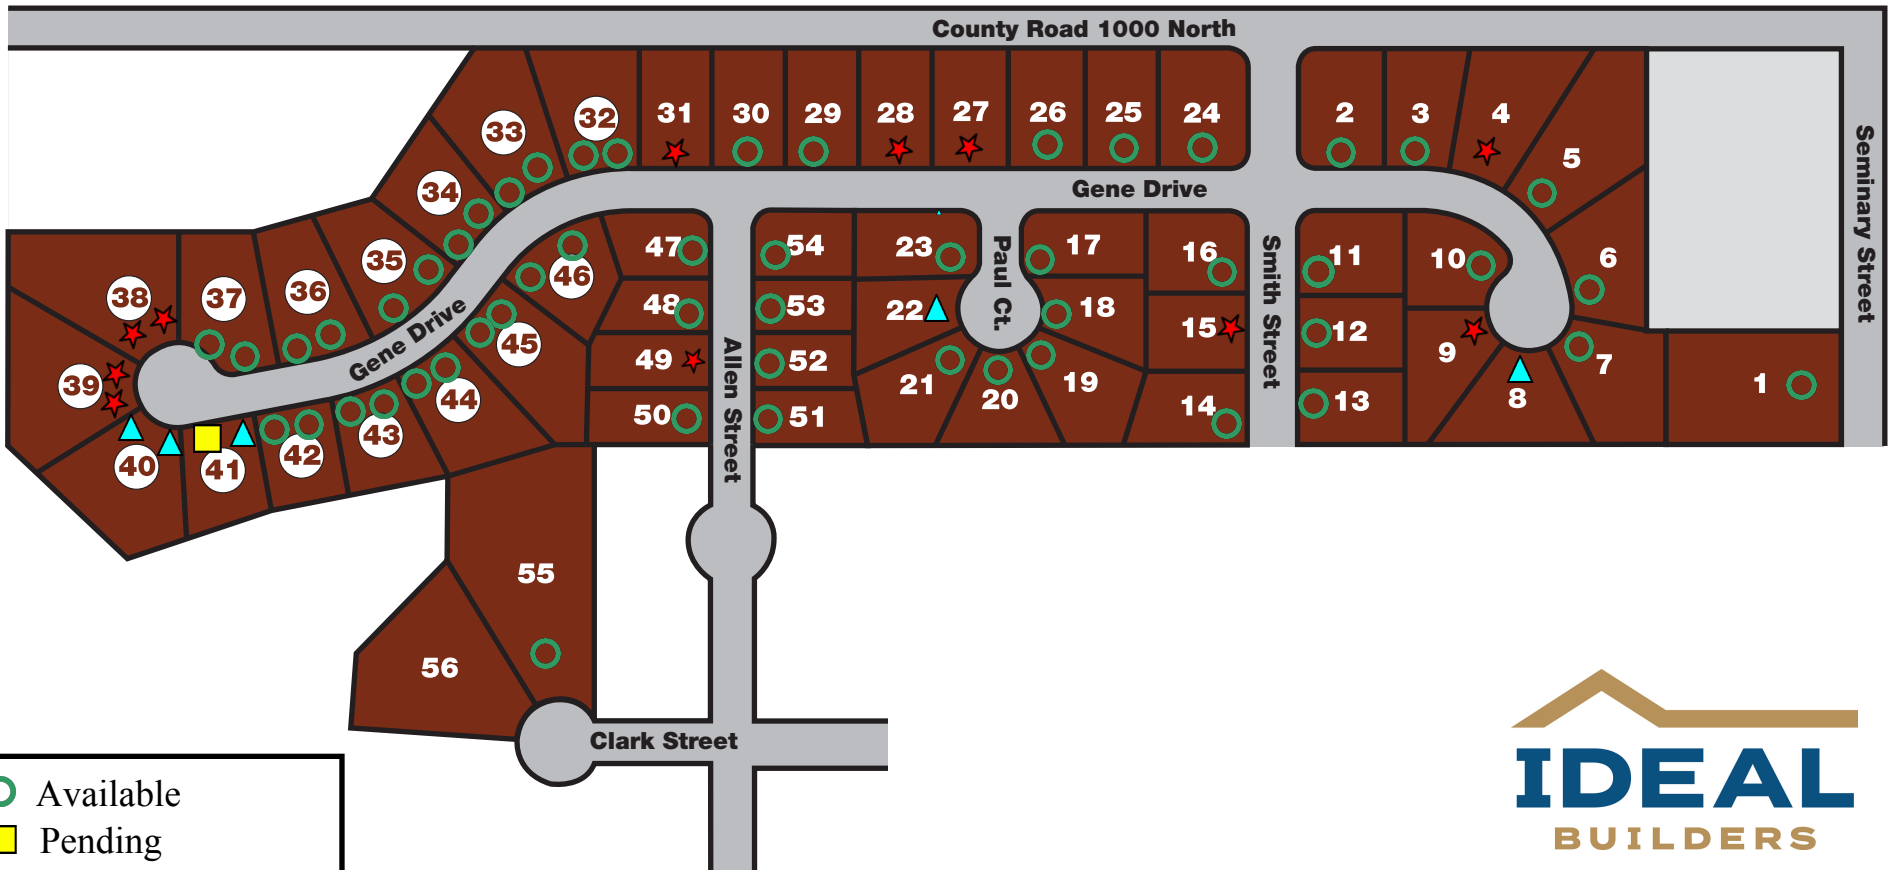 County Road 1000 North
31 30 29 28 27 26 25 24 2 3 4 5
32
33
34
35
36
37
38
39
40
41
42
43
44
45
46
Gene Drive
Gene Drive
47 54 23 17 16 11 10 6
48 53 22 18 15 12 9
49 52 21 20 19 14 13 8 7 1
50 51
Paul Ct.
Smith Street
Seminary Street
Allen Street
55
56
Clark Street
Available
Pending
IDEAL
BUILDERS